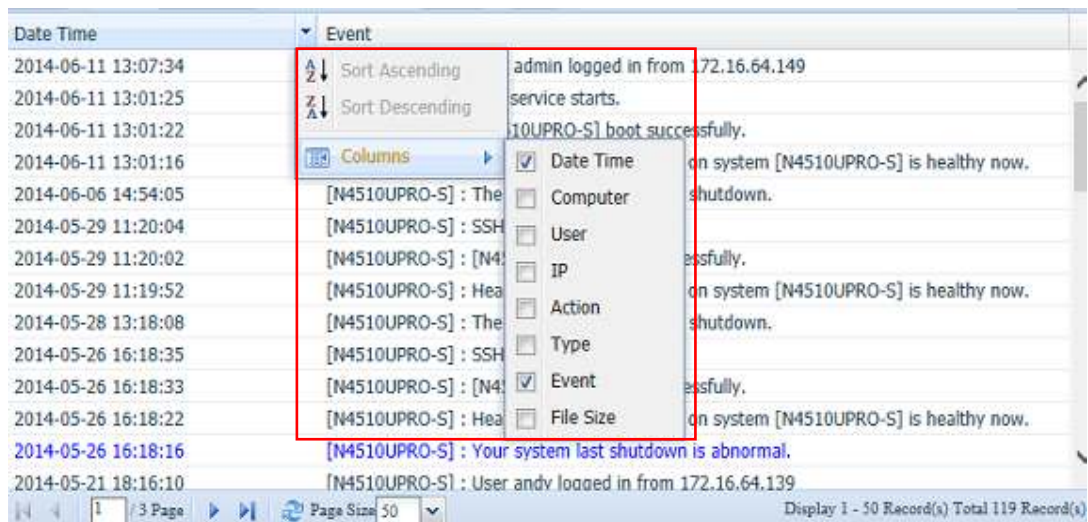 Date Time Event
2014-06-11 13:07:34 Sort Ascending admin logged in from 172.16.64.149
2014-06-11 13:01:25 Sort Descending service starts.
2014-06-11 13:01:22 10UPRO-S] boot successfully.
2014-06-11 13:01:16 Columns Date Time on system [N4510UPRO-S] is healthy now.
2014-06-06 14:54:05 [N4510UPRO-S] : The Computer shutdown.
2014-05-29 11:20:04 [N4510UPRO-S] : SSH User
2014-05-29 11:20:02 [N4510UPRO-S] : [N4 IP essfully.
2014-05-29 11:19:52 [N4510UPRO-S] : Hea Action on system [N4510UPRO-S] is healthy now.
2014-05-28 13:18:08 [N4510UPRO-S] : The shutdown.
2014-05-26 16:18:35 [N4510UPRO-S] : SSH Type
2014-05-26 16:18:33 [N4510UPRO-S] : [N4 Event essfully.
2014-05-26 16:18:22 [N4510UPRO-S] : Hea File Size on system [N4510UPRO-S] is healthy now.
2014-05-26 16:18:16 [N4510UPRO-S] : Your system last shutdown is abnormal.
2014-05-21 18:16:10 [N4510UPRO-S] : User andy logged in from 172.16.64.139
1 / 3 Page Page Size 50 Display 1 - 50 Record(s) Total 119 Record(s)